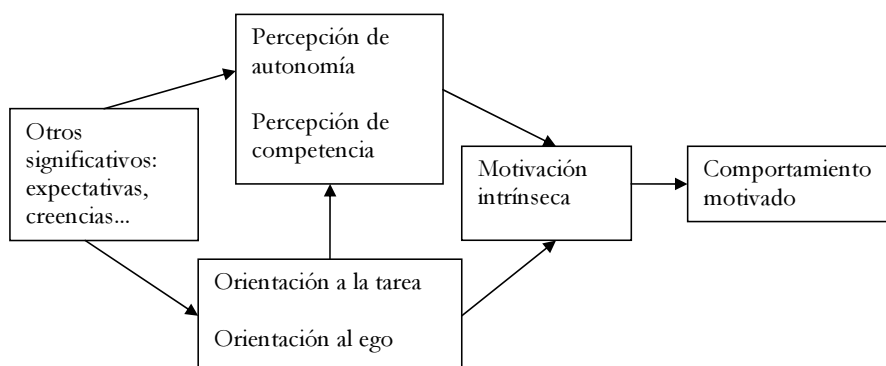 Percepción de
autonomía
Percepción de
competencia
Otros
significativos:
expectativas,
creencias...
Motivación
intrínseca
Comportamiento
motivado
Orientación a la tarea
Orientación al ego